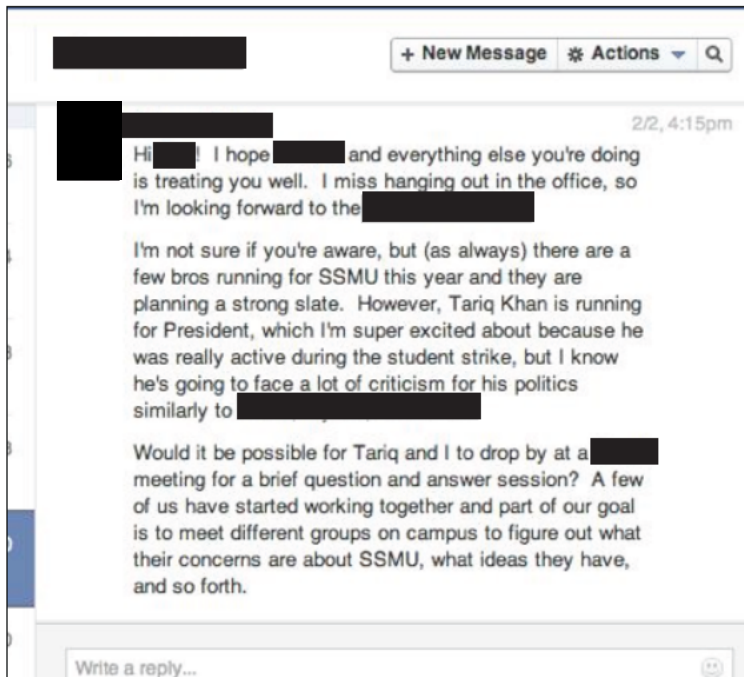 + New Message Actions
2/2, 4:15pm
Hi ! I hope and everything else you're doing
is treating you well. I miss hanging out in the office, so
I'm looking forward to the
I'm not sure if you're aware, but (as always) there are a
few bros running for SSMU this year and they are
planning a strong slate. However, Tariq Khan is running
for President, which I'm super excited about because he
was really active during the student strike, but I know
he's going to face a lot of criticism for his politics
similarly to
Would it be possible for Tariq and I to drop by at a
meeting for a brief question and answer session? A few
of us have started working together and part of our goal
is to meet different groups on campus to figure out what
their concerns are about SSMU, what ideas they have,
and so forth.
Write a reply...